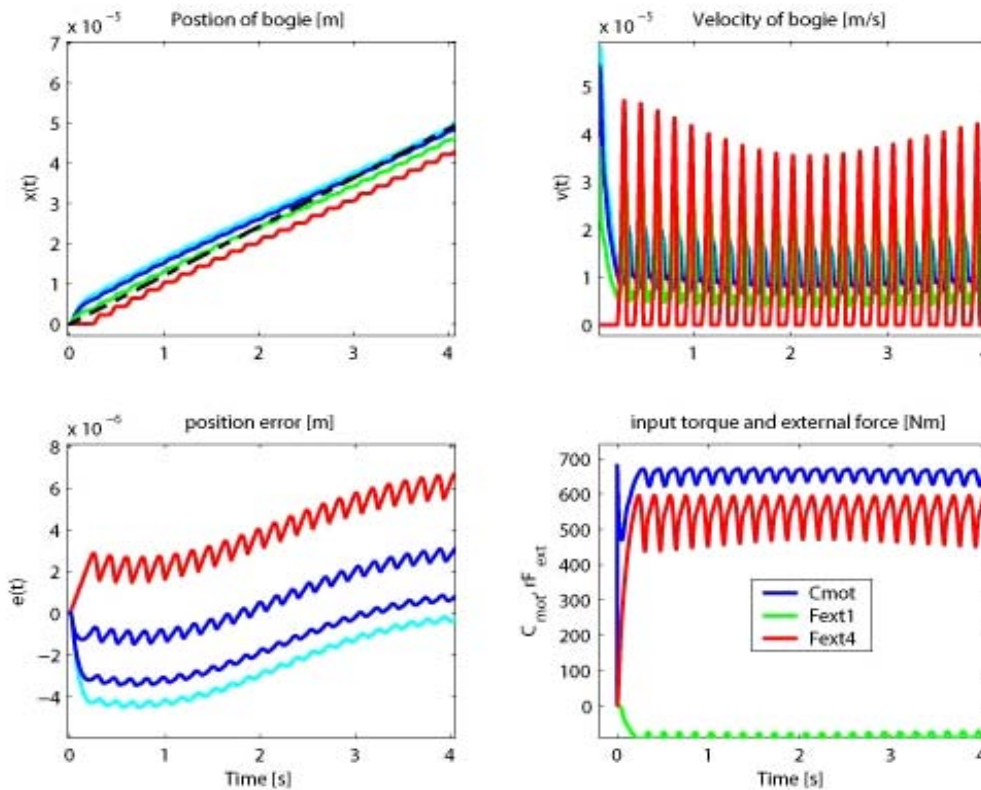 Postion of bogie [m]
x 10⁻⁵
7
6
5
4
3
2
1
0
x(t)
0 1 2 3 4
Velocity of bogie [m/s]
x 10⁻⁵
5
4
3
2
1
0
v(t)
1 2 3 4
position error [m]
x 10⁻⁶
8
6
4
2
0
−2
−4
e(t)
0 1 2 3 4
Time [s]
input torque and external force [Nm]
700
600
500
400
300
200
100
0
C mot, rF ext
Cmot
Fext1
Fext4
0 1 2 3 4
Time [s]